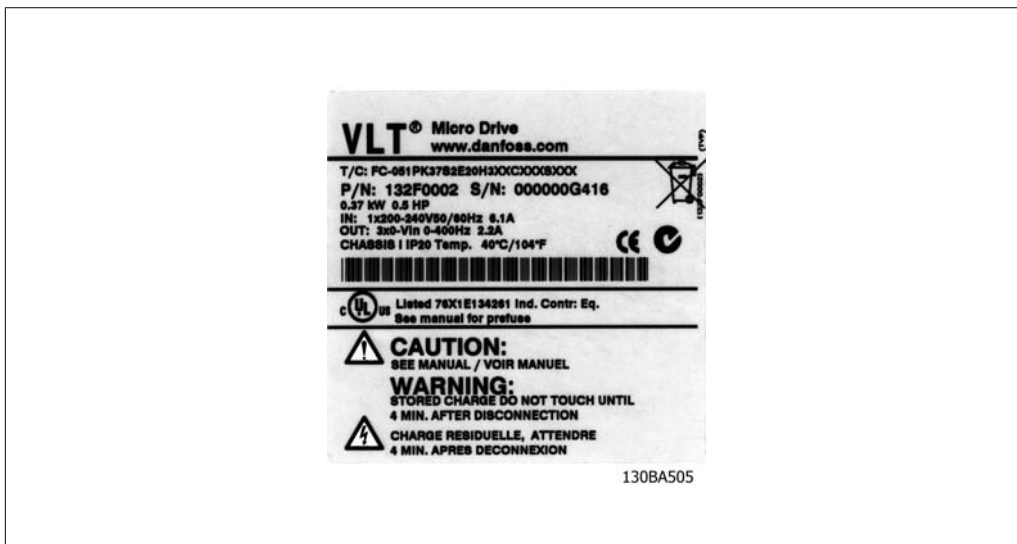 VLT® Micro Drive
www.danfoss.com
T/C: FC-051PK37S2E20H3XXCXXXSXXX
P/N: 132F0002 S/N: 000000G416
0.37 kW 0.5 HP
IN: 1x200-240V50/60Hz 6.1A
OUT: 3x0-Vin 0-400Hz 2.2A
CHASSIS I IP20 Temp. 40°C/104°F
CE
c UL US Listed 76X1E134261 Ind. Contr: Eq.
See manual for prefuse
CAUTION:
SEE MANUAL / VOIR MANUEL
WARNING:
STORED CHARGE DO NOT TOUCH UNTIL
4 MIN. AFTER DISCONNECTION
CHARGE RESIDUELLE, ATTENDRE
4 MIN. APRES DECONNEXION
130BA505